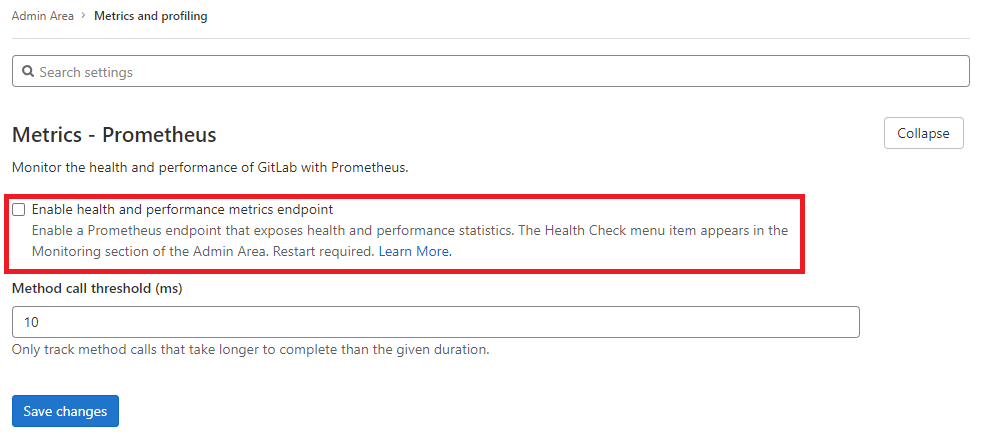 Admin Area › Metrics and profiling
Search settings
Metrics - Prometheus
Collapse
Monitor the health and performance of GitLab with Prometheus.
Enable health and performance metrics endpoint
Enable a Prometheus endpoint that exposes health and performance statistics. The Health Check menu item appears in the
Monitoring section of the Admin Area. Restart required. Learn More.
Method call threshold (ms)
10
Only track method calls that take longer to complete than the given duration.
Save changes